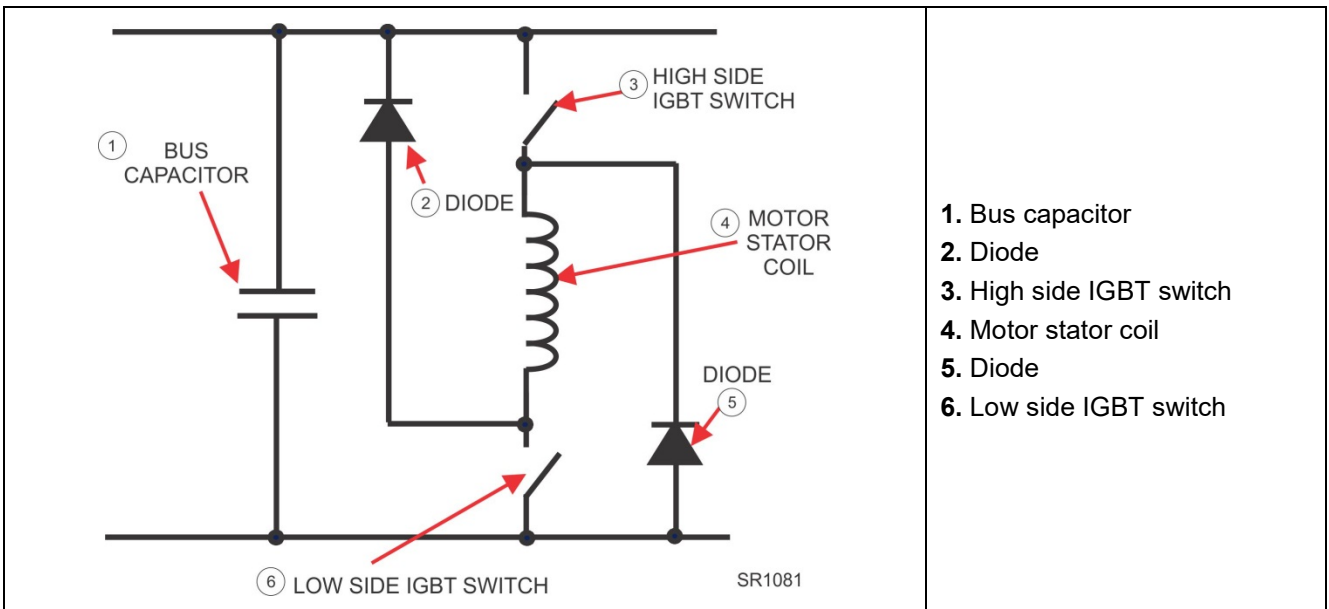 3 HIGH SIDE
IGBT SWITCH
1 BUS
CAPACITOR
2 DIODE
4 MOTOR
STATOR
COIL
DIODE
5
6 LOW SIDE IGBT SWITCH
SR1081
1. Bus capacitor
2. Diode
3. High side IGBT switch
4. Motor stator coil
5. Diode
6. Low side IGBT switch